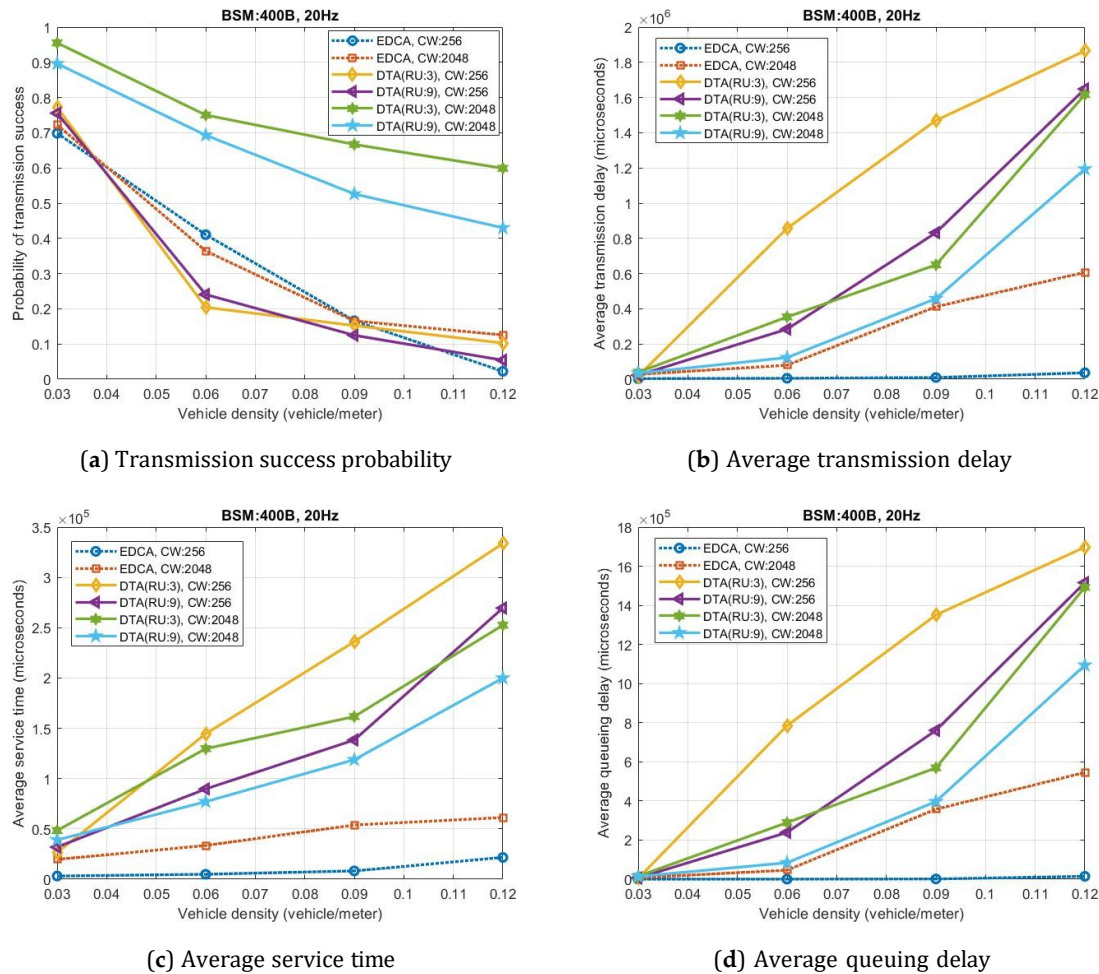 BSM:400B, 20Hz
Probability of transmission success
1
0.9
0.8
0.7
0.6
0.5
0.4
0.3
0.2
0.1
0
EDCA, CW:256
EDCA, CW:2048
DTA(RU:3), CW:256
DTA(RU:9), CW:256
DTA(RU:3), CW:2048
DTA(RU:9), CW:2048
0.03 0.04 0.05 0.06 0.07 0.08 0.09 0.1 0.11 0.12
Vehicle density (vehicle/meter)
(a) Transmission success probability
BSM:400B, 20Hz
×10⁶
Average transmission delay (microseconds)
2
1.8
1.6
1.4
1.2
1
0.8
0.6
0.4
0.2
0
EDCA, CW:256
EDCA, CW:2048
DTA(RU:3), CW:256
DTA(RU:9), CW:256
DTA(RU:3), CW:2048
DTA(RU:9), CW:2048
0.03 0.04 0.05 0.06 0.07 0.08 0.09 0.1 0.11 0.12
Vehicle density (vehicle/meter)
(b) Average transmission delay
BSM:400B, 20Hz
×10⁵
Average service time (microseconds)
3.5
3
2.5
2
1.5
1
0.5
0
EDCA, CW:256
EDCA, CW:2048
DTA(RU:3), CW:256
DTA(RU:9), CW:256
DTA(RU:3), CW:2048
DTA(RU:9), CW:2048
0.03 0.04 0.05 0.06 0.07 0.08 0.09 0.1 0.11 0.12
Vehicle density (vehicle/meter)
(c) Average service time
BSM:400B, 20Hz
×10⁵
Average queueing delay (microseconds)
18
16
14
12
10
8
6
4
2
0
EDCA, CW:256
EDCA, CW:2048
DTA(RU:3), CW:256
DTA(RU:9), CW:256
DTA(RU:3), CW:2048
DTA(RU:9), CW:2048
0.03 0.04 0.05 0.06 0.07 0.08 0.09 0.1 0.11 0.12
Vehicle density (vehicle/meter)
(d) Average queuing delay